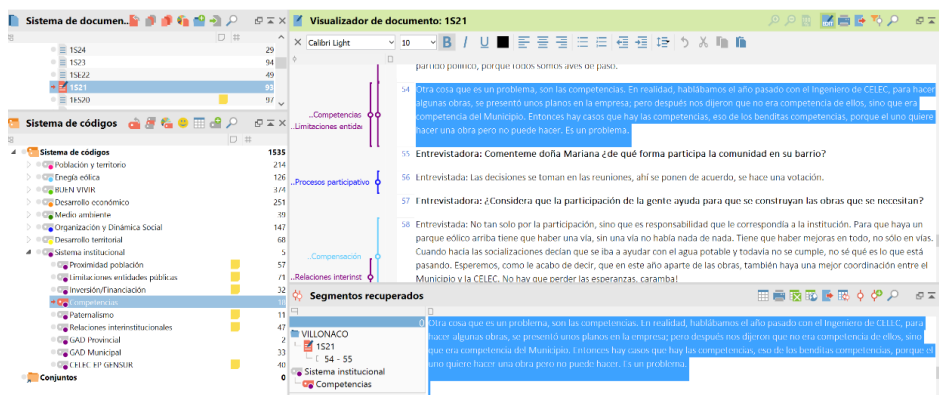 Sistema de documen..
1S24 29
1S23 94
1SE22 49
1S21 93
1ES20 97
Sistema de códigos
Sistema de códigos 1535
Población y territorio 214
Enegía eólica 126
BUEN VIVIR 374
Desarrollo económico 251
Medio ambiente 39
Organización y Dinámica Social 147
Desarrollo territorial 68
Sistema institucional 5
Proximidad población 57
Limitaciones entidades públicas 71
Inversión/Financiación 32
Competencias 18
Paternalismo 11
Relaciones interinstitucionales 47
GAD Provincial 2
GAD Municipal 33
CELEC EP GENSUR 40
Conjuntos 0
Visualizador de documento: 1S21
Calibri Light 10 B I U
partido político, porque todos somos aves de paso.
..Competencias
..Limitaciones entidad
54 Otra cosa que es un problema, son las competencias. En realidad, hablábamos el año pasado con el Ingeniero de CELEC, para hacer
algunas obras, se presentó unos planos en la empresa; pero después nos dijeron que no era competencia de ellos, sino que era
competencia del Municipio. Entonces hay casos que hay las competencias, eso de los benditas competencias, porque el uno quiere
hacer una obra pero no puede hacer. Es un problema.
55 Entrevistadora: Comenteme doña Mariana ¿de qué forma participa la comunidad en su barrio?
..Procesos participativo
56 Entrevistada: Las decisiones se toman en las reuniones, ahí se ponen de acuerdo, se hace una votación.
57 Entrevistadora: ¿Considera que la participación de la gente ayuda para que se construyan las obras que se necesitan?
..Compensación
..Relaciones interinst
58 Entrevistada: No tan solo por la participación, sino que es responsabilidad que le correspondía a la institución. Para que haya un
parque eólico arriba tiene que haber una vía, sin una vía no había nada de nada. Tiene que haber mejoras en todo, no sólo en vías.
Cuando hacia las socializaciones decían que se iba a ayudar con el agua potable y todavía no se cumple, no sé qué es lo que está
pasando. Esperemos, como le acabo de decir, que en este año aparte de las obras, también haya una mejor coordinación entre el
Municipio y la CELEC. No hay que perder las esperanzas, caramba!
Segmentos recuperados
VILLONACO
1S21
54 - 55
Sistema institucional
Competencias
Otra cosa que es un problema, son las competencias. En realidad, hablábamos el año pasado con el Ingeniero de CELEC, para
hacer algunas obras, se presentó unos planos en la empresa; pero después nos dijeron que no era competencia de ellos, sino
que era competencia del Municipio. Entonces hay casos que hay las competencias, eso de los benditas competencias, porque el
uno quiere hacer una obra pero no puede hacer. Es un problema.